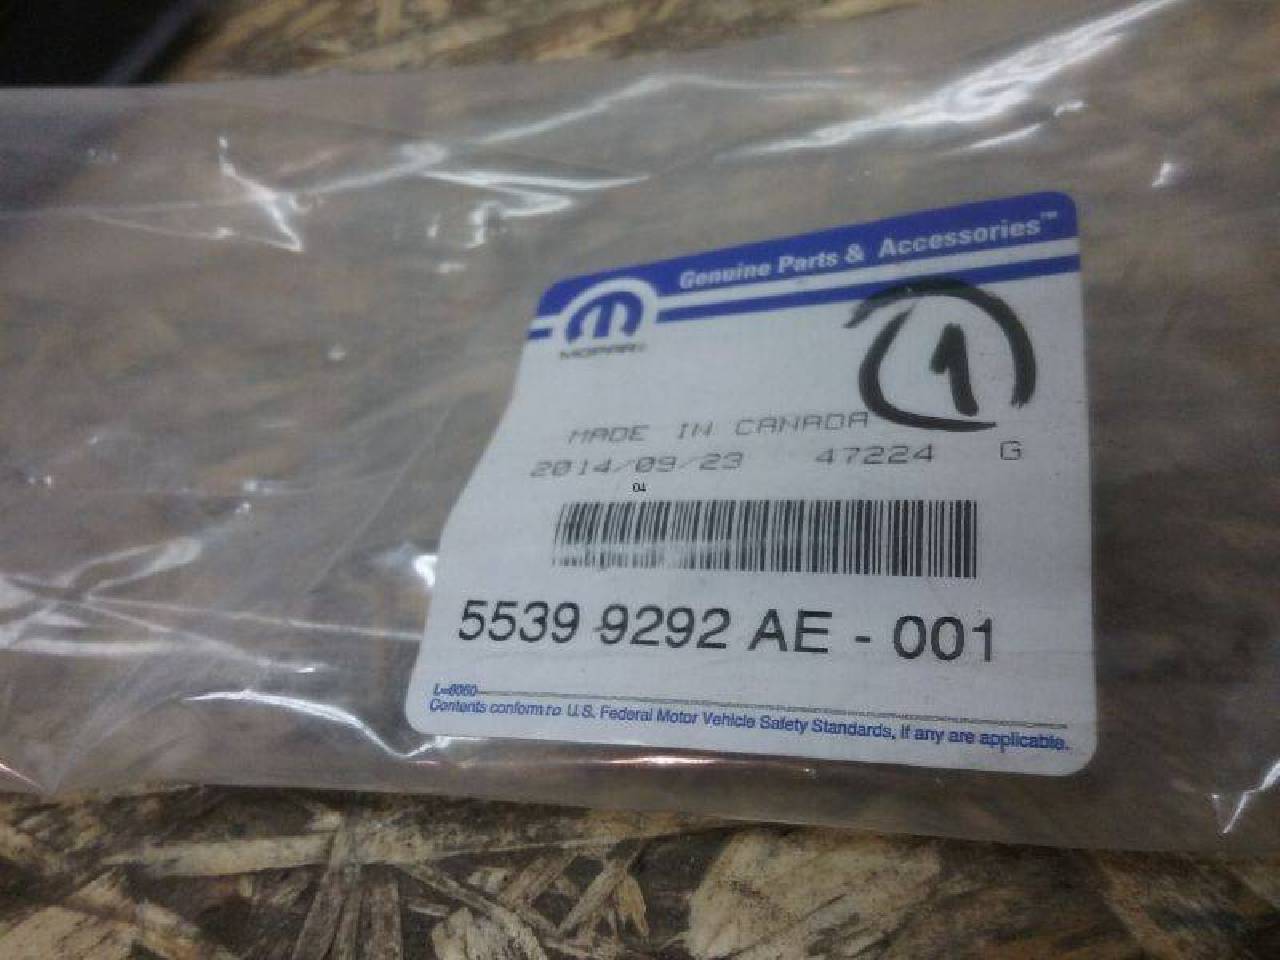 Genuine Parts & Accessories™
MOPAR
1
MADE IN CANADA
2014/09/23 47224 G
04
5539 9292 AE - 001
L-6060
Contents conform to U.S. Federal Motor Vehicle Safety Standards, if any are applicable.